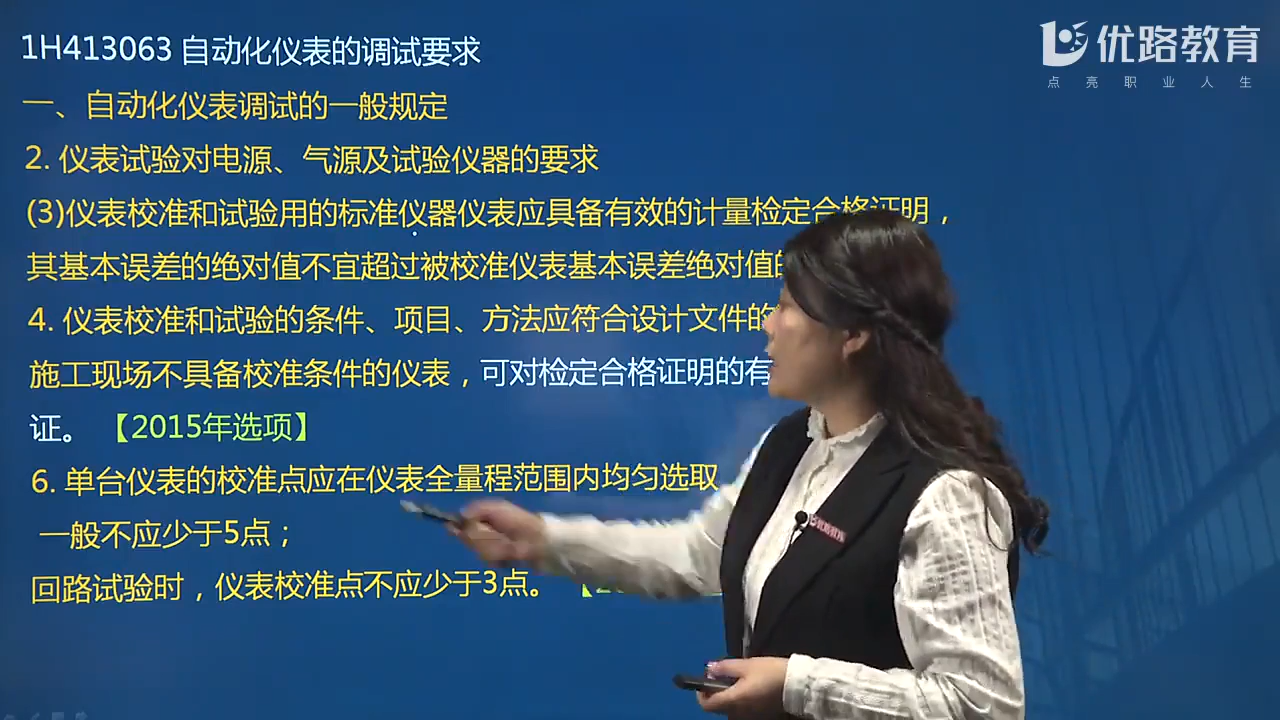 1H413063 自动化仪表的调试要求
优路教育
点亮职业人生
一、自动化仪表调试的一般规定
2. 仪表试验对电源、气源及试验仪器的要求
(3)仪表校准和试验用的标准仪器仪表应具备有效的计量检定合格证明，
其基本误差的绝对值不宜超过被校准仪表基本误差绝对值的
4. 仪表校准和试验的条件、项目、方法应符合设计文件的
施工现场不具备校准条件的仪表，可对检定合格证明的有
证。 【2015年选项】
6. 单台仪表的校准点应在仪表全量程范围内均匀选取
一般不应少于5点；
回路试验时，仪表校准点不应少于3点。 【
优路教育